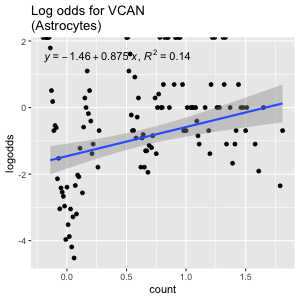 Log odds for VCAN
(Astrocytes)
y = −1.46 + 0.875 x, R² = 0.14
2
0
-2
-4
logodds
0.0 0.5 1.0 1.5
count